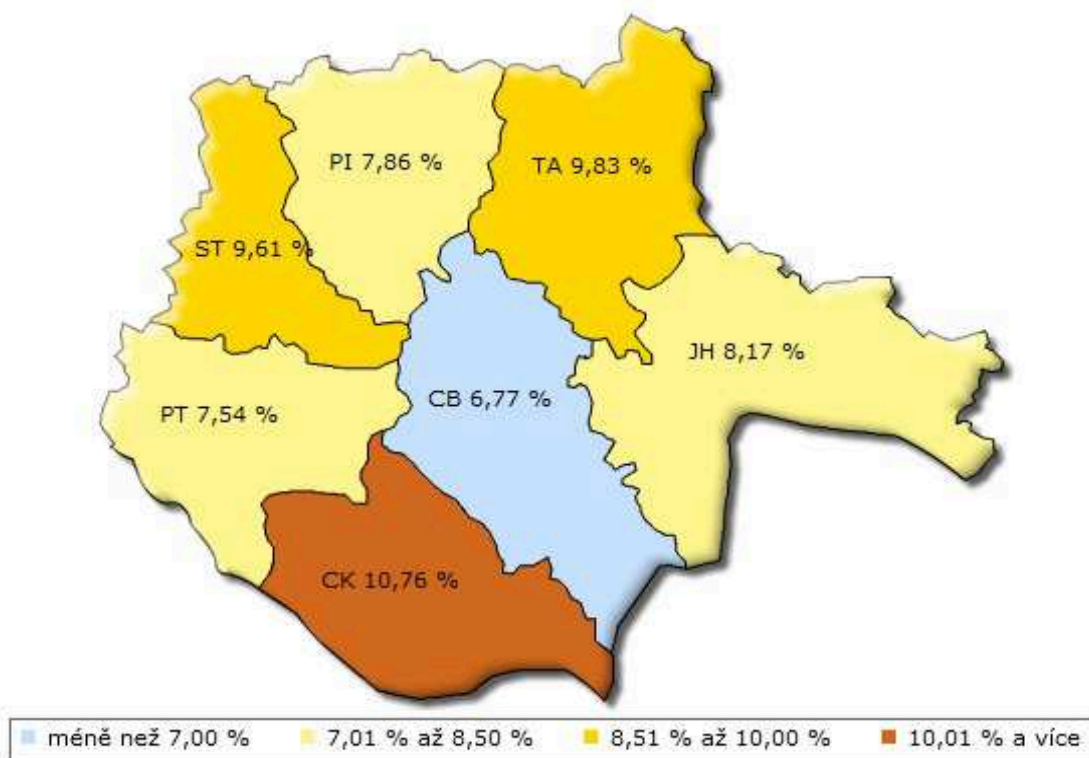 PI 7,86 %
TA 9,83 %
ST 9,61 %
JH 8,17 %
CB 6,77 %
PT 7,54 %
CK 10,76 %
méně než 7,00 % 7,01 % až 8,50 % 8,51 % až 10,00 % 10,01 % a více